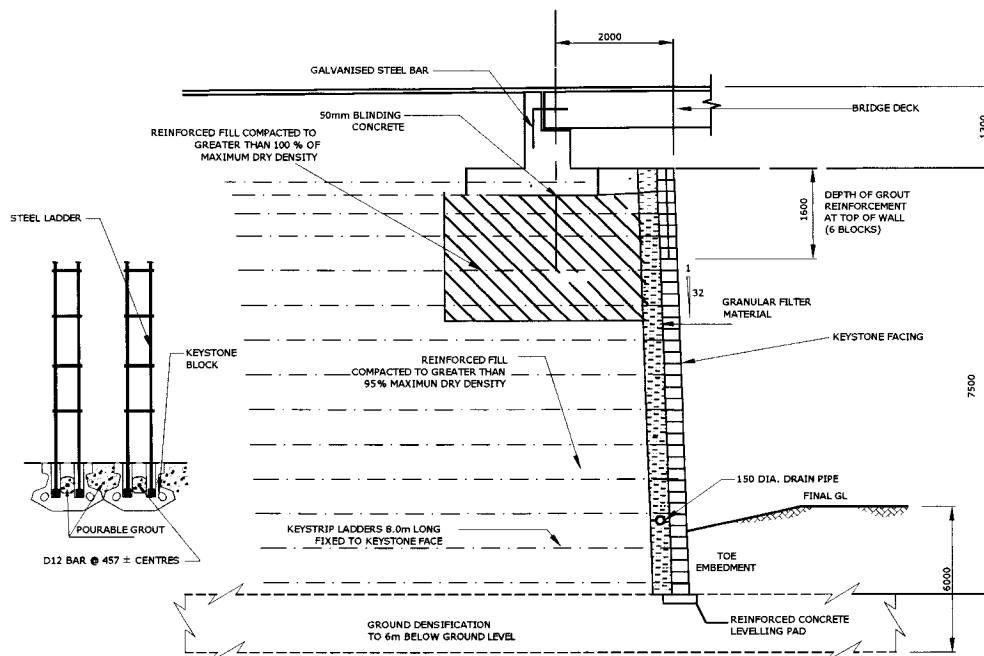 2000
GALVANISED STEEL BAR
BRIDGE DECK
50mm BLINDING
CONCRETE
1700
REINFORCED FILL COMPACTED TO
GREATER THAN 100 % OF
MAXIMUM DRY DENSITY
DEPTH OF GROUT
REINFORCEMENT
AT TOP OF WALL
(6 BLOCKS)
1600
STEEL LADDER
1
32
GRANULAR FILTER
MATERIAL
KEYSTONE FACING
KEYSTONE
BLOCK
REINFORCED FILL
COMPACTED TO GREATER THAN
95% MAXIMUN DRY DENSITY
7500
150 DIA. DRAIN PIPE
FINAL GL
POURABLE GROUT
KEYSTRIP LADDERS 8.0m LONG
FIXED TO KEYSTONE FACE
D12 BAR @ 457 ± CENTRES
TOE
EMBEDMENT
6000
GROUND DENSIFICATION
TO 6m BELOW GROUND LEVEL
REINFORCED CONCRETE
LEVELLING PAD